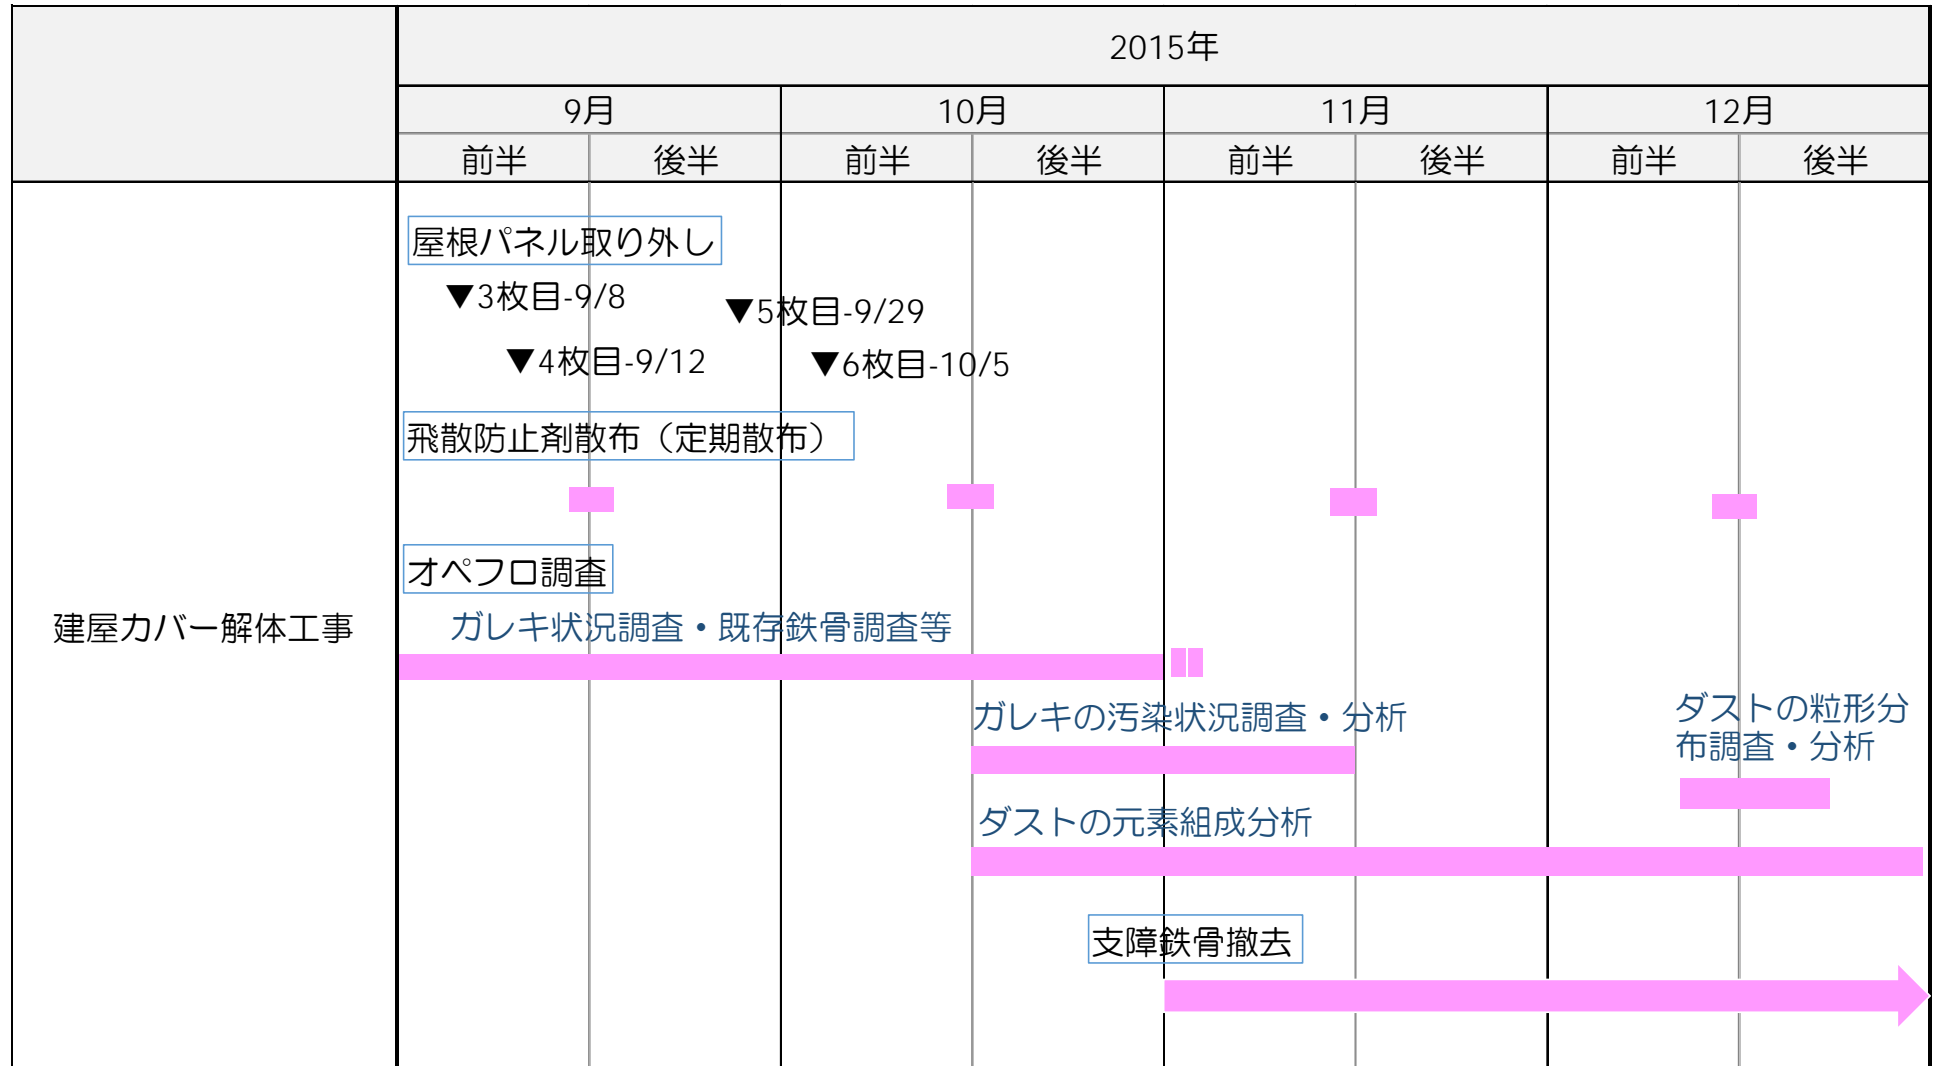 2015年
9月
10月
11月
12月
前半
後半
前半
後半
前半
後半
前半
後半
建屋カバー解体工事
屋根パネル取り外し
▼3枚目-9/8
▼5枚目-9/29
▼4枚目-9/12
▼6枚目-10/5
飛散防止剤散布（定期散布）
オペフロ調査
ガレキ状況調査・既存鉄骨調査等
ガレキの汚染状況調査・分析
ダストの粒形分
布調査・分析
ダストの元素組成分析
支障鉄骨撤去